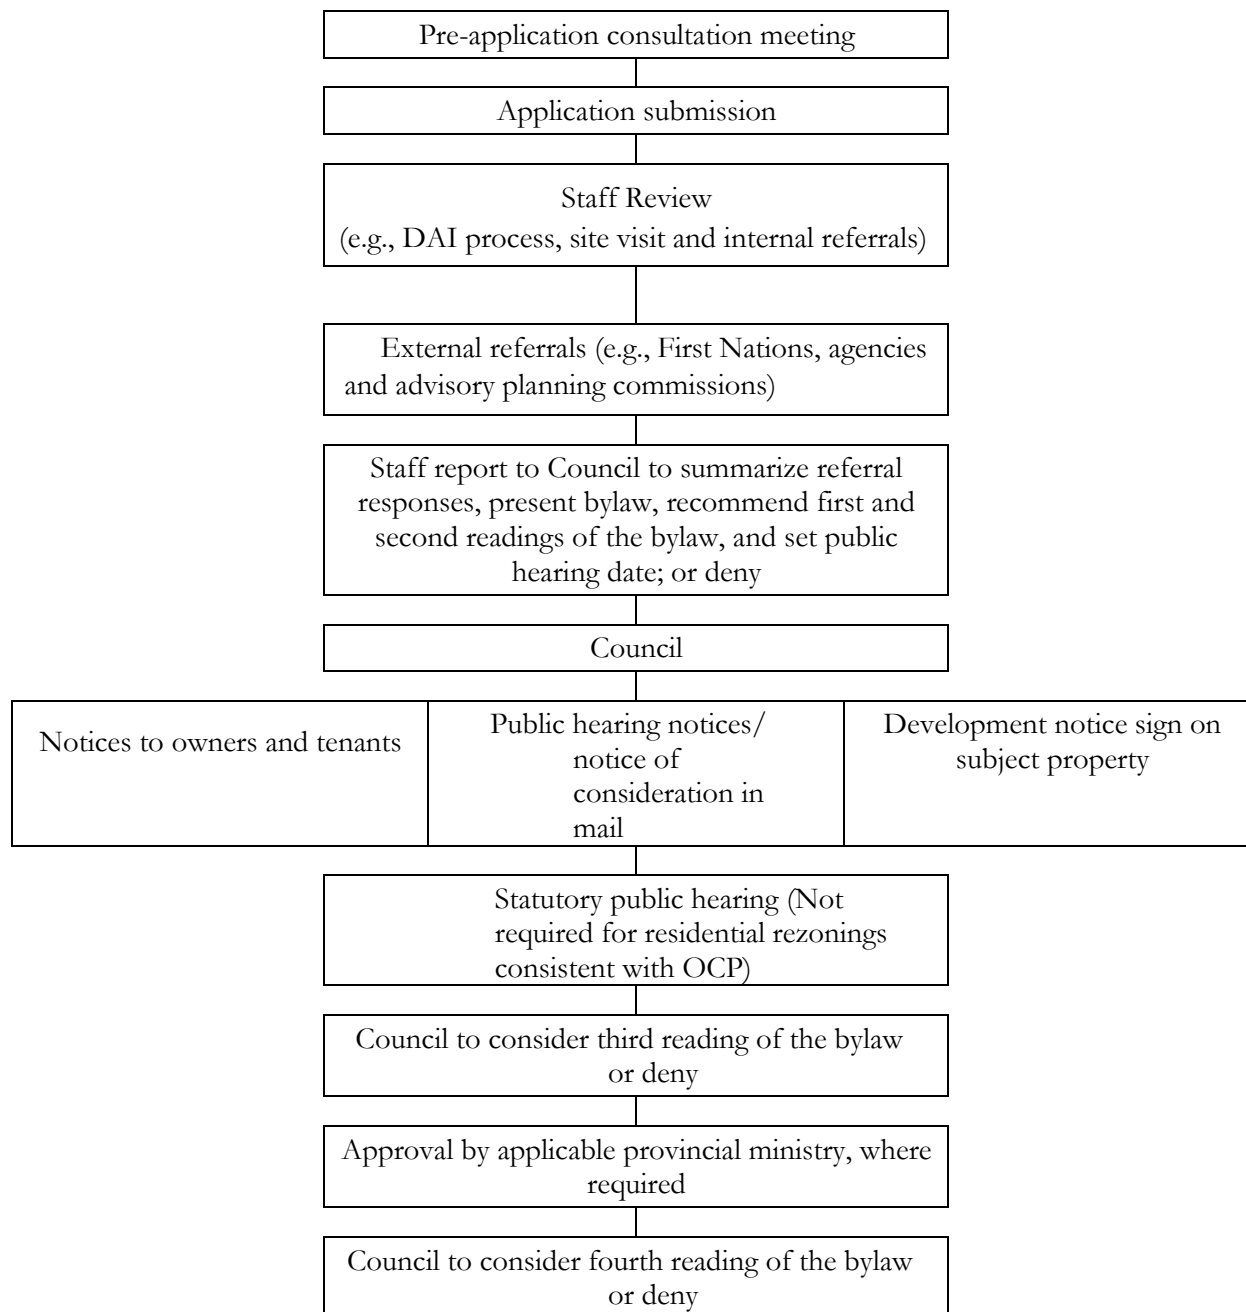 Pre-application consultation meeting
Application submission
Staff Review
(e.g., DAI process, site visit and internal referrals)
External referrals (e.g., First Nations, agencies
and advisory planning commissions)
Staff report to Council to summarize referral
responses, present bylaw, recommend first and
second readings of the bylaw, and set public
hearing date; or deny
Council
Notices to owners and tenants
Public hearing notices/
notice of
consideration in
mail
Development notice sign on
subject property
Statutory public hearing (Not
required for residential rezonings
consistent with OCP)
Council to consider third reading of the bylaw
or deny
Approval by applicable provincial ministry, where
required
Council to consider fourth reading of the bylaw
or deny